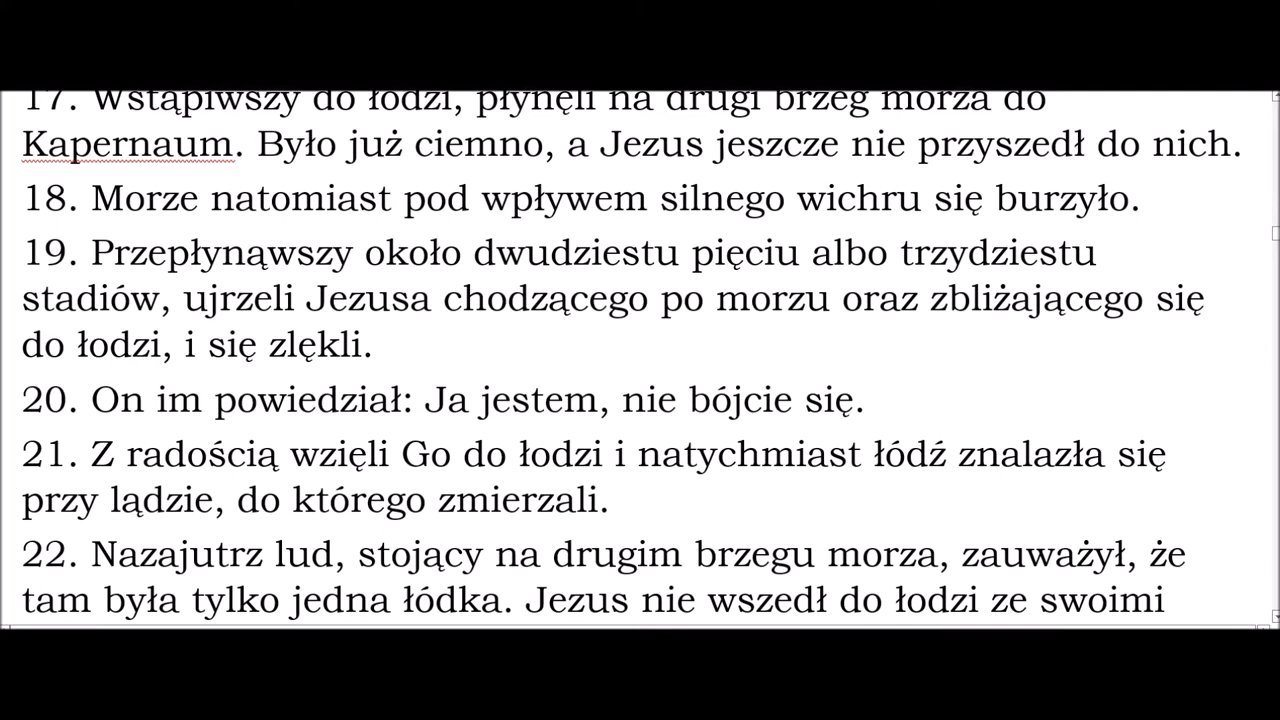 17. Wstąpiwszy do łodzi, płynęli na drugi brzeg morza do
Kapernaum. Było już ciemno, a Jezus jeszcze nie przyszedł do nich.
18. Morze natomiast pod wpływem silnego wichru się burzyło.
19. Przepłynąwszy około dwudziestu pięciu albo trzydziestu
stadiów, ujrzeli Jezusa chodzącego po morzu oraz zbliżającego się
do łodzi, i się zlękli.
20. On im powiedział: Ja jestem, nie bójcie się.
21. Z radością wzięli Go do łodzi i natychmiast łódź znalazła się
przy lądzie, do którego zmierzali.
22. Nazajutrz lud, stojący na drugim brzegu morza, zauważył, że
tam była tylko jedna łódka. Jezus nie wszedł do łodzi ze swoimi